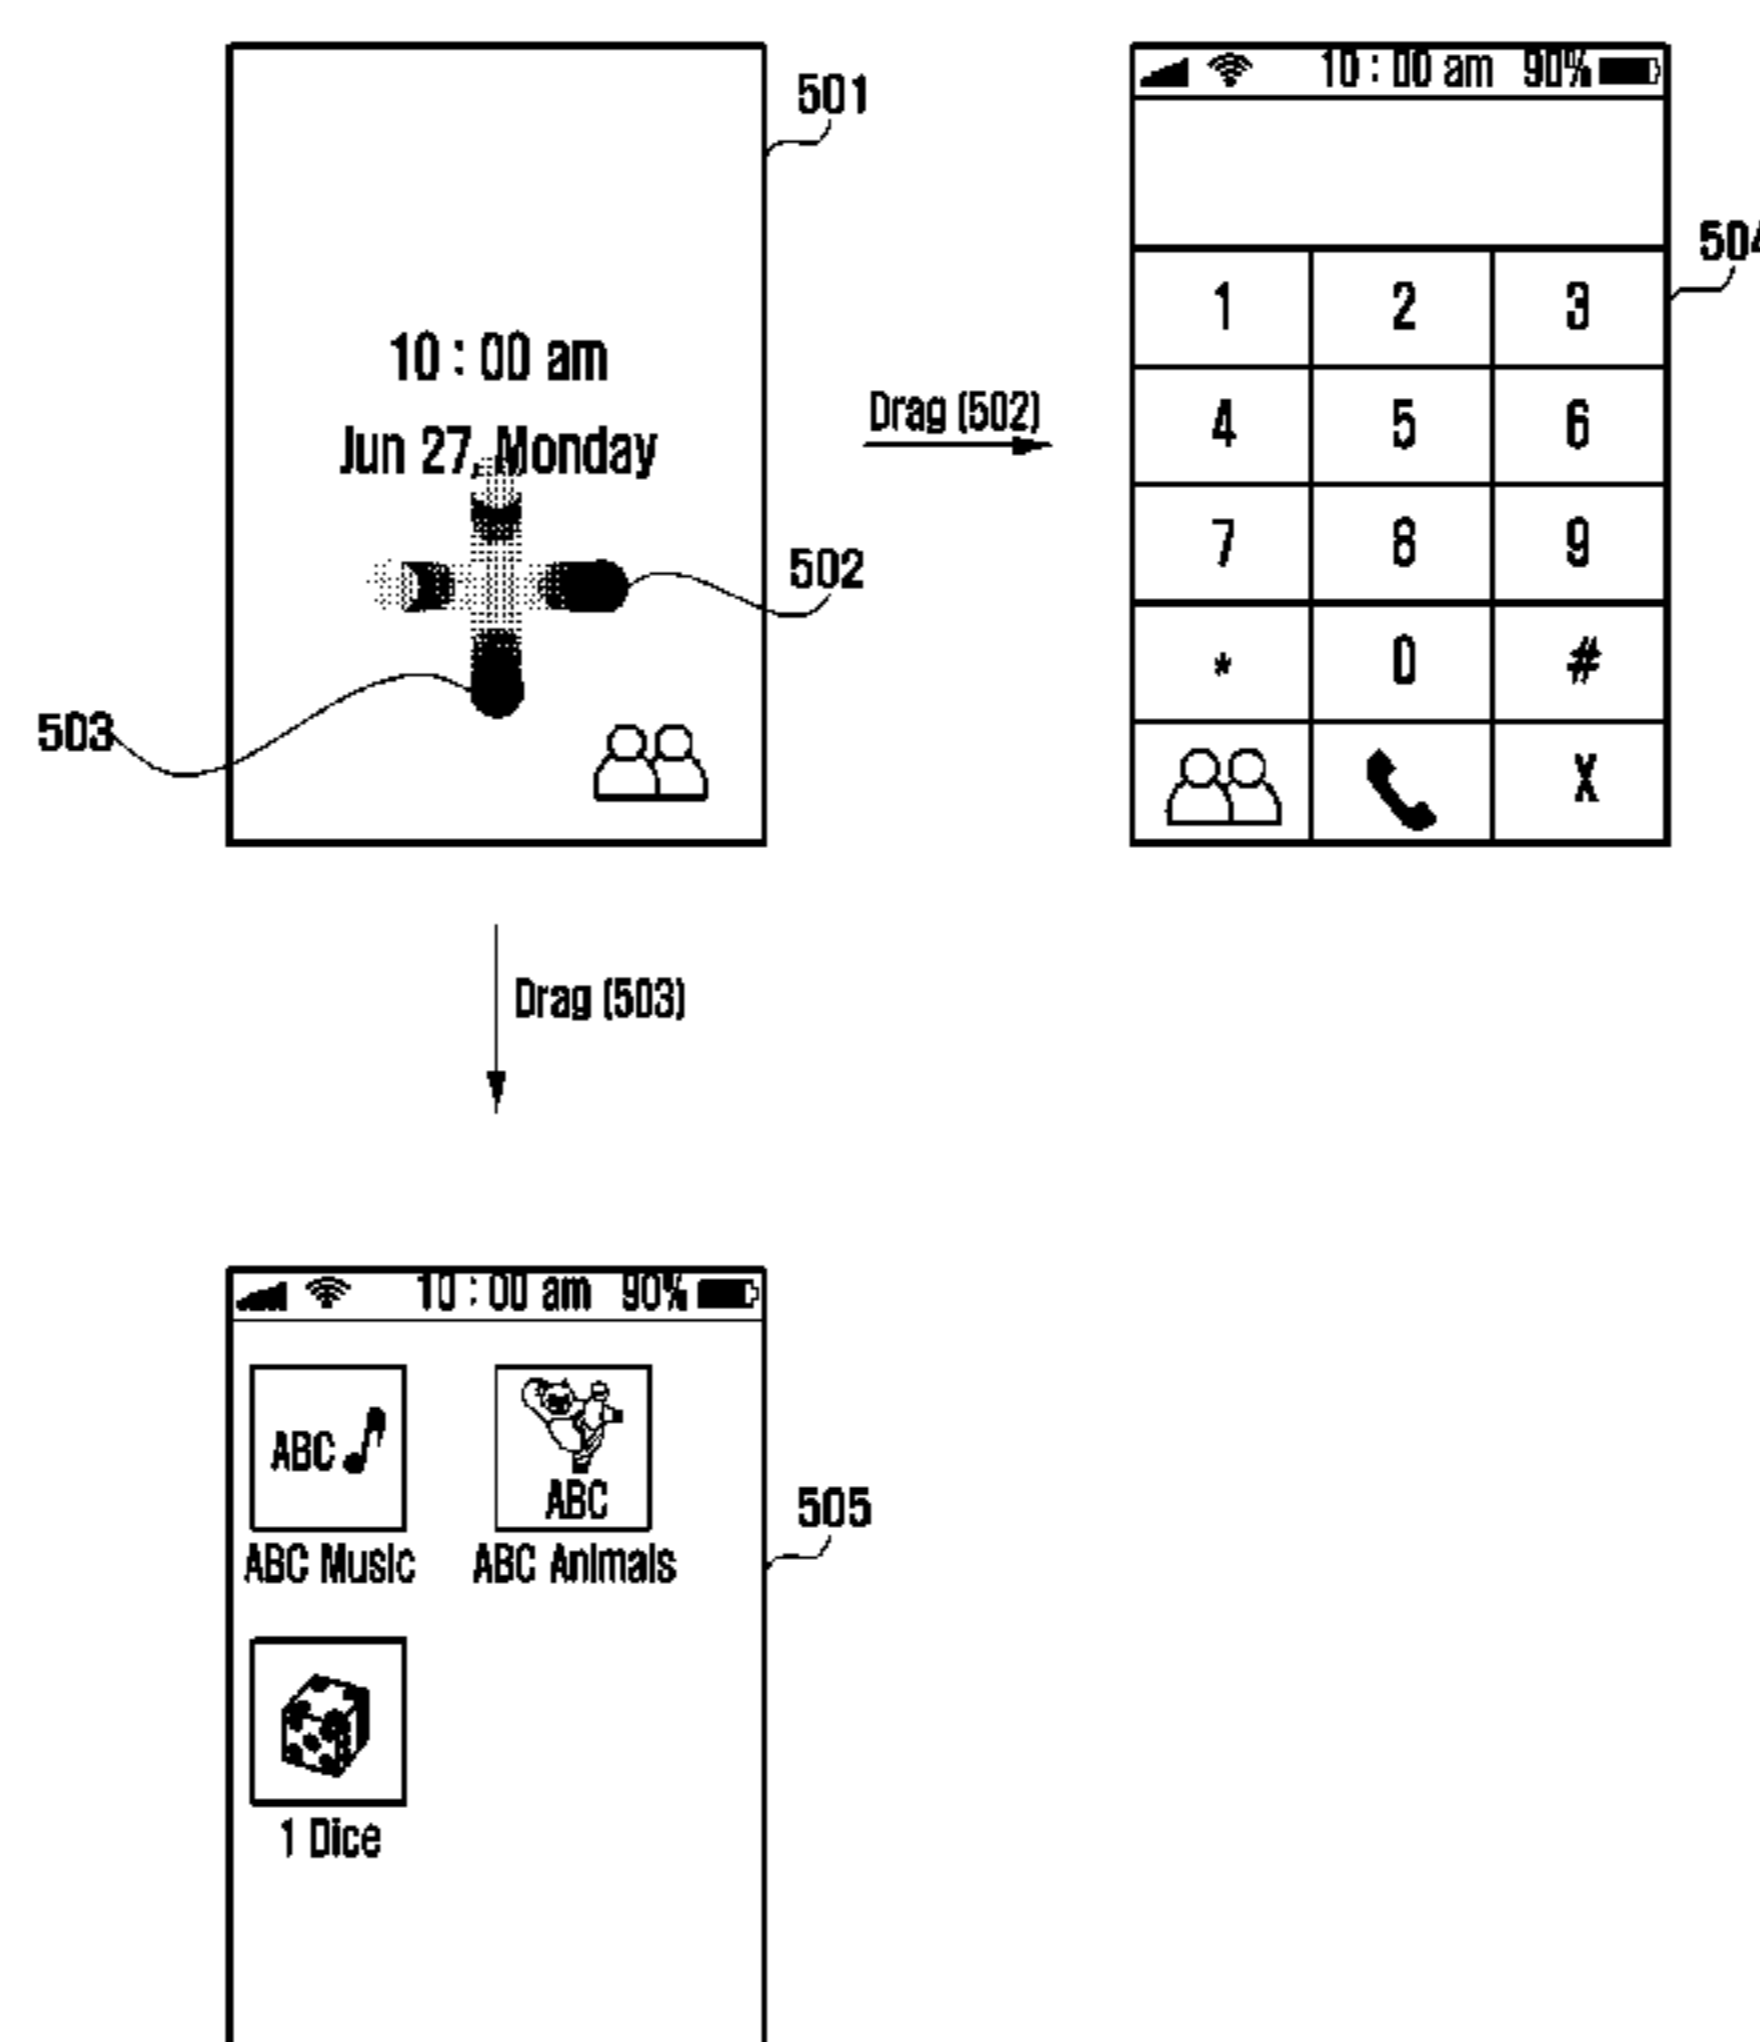 501
10 : 00 am
Jun 27, Monday
502
503
Drag (502)
10 : 00 am 90%
504
1 2 3
4 5 6
7 8 9
* 0 #
X
Drag (503)
10 : 00 am 90%
ABC
ABC
505
ABC Music ABC Animals
1 Dice